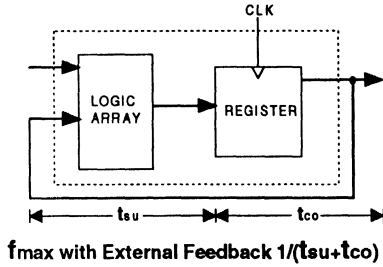 CLK
LOGIC
ARRAY
REGISTER
tsu
tco
fmax with External Feedback 1/(tsu+tco)